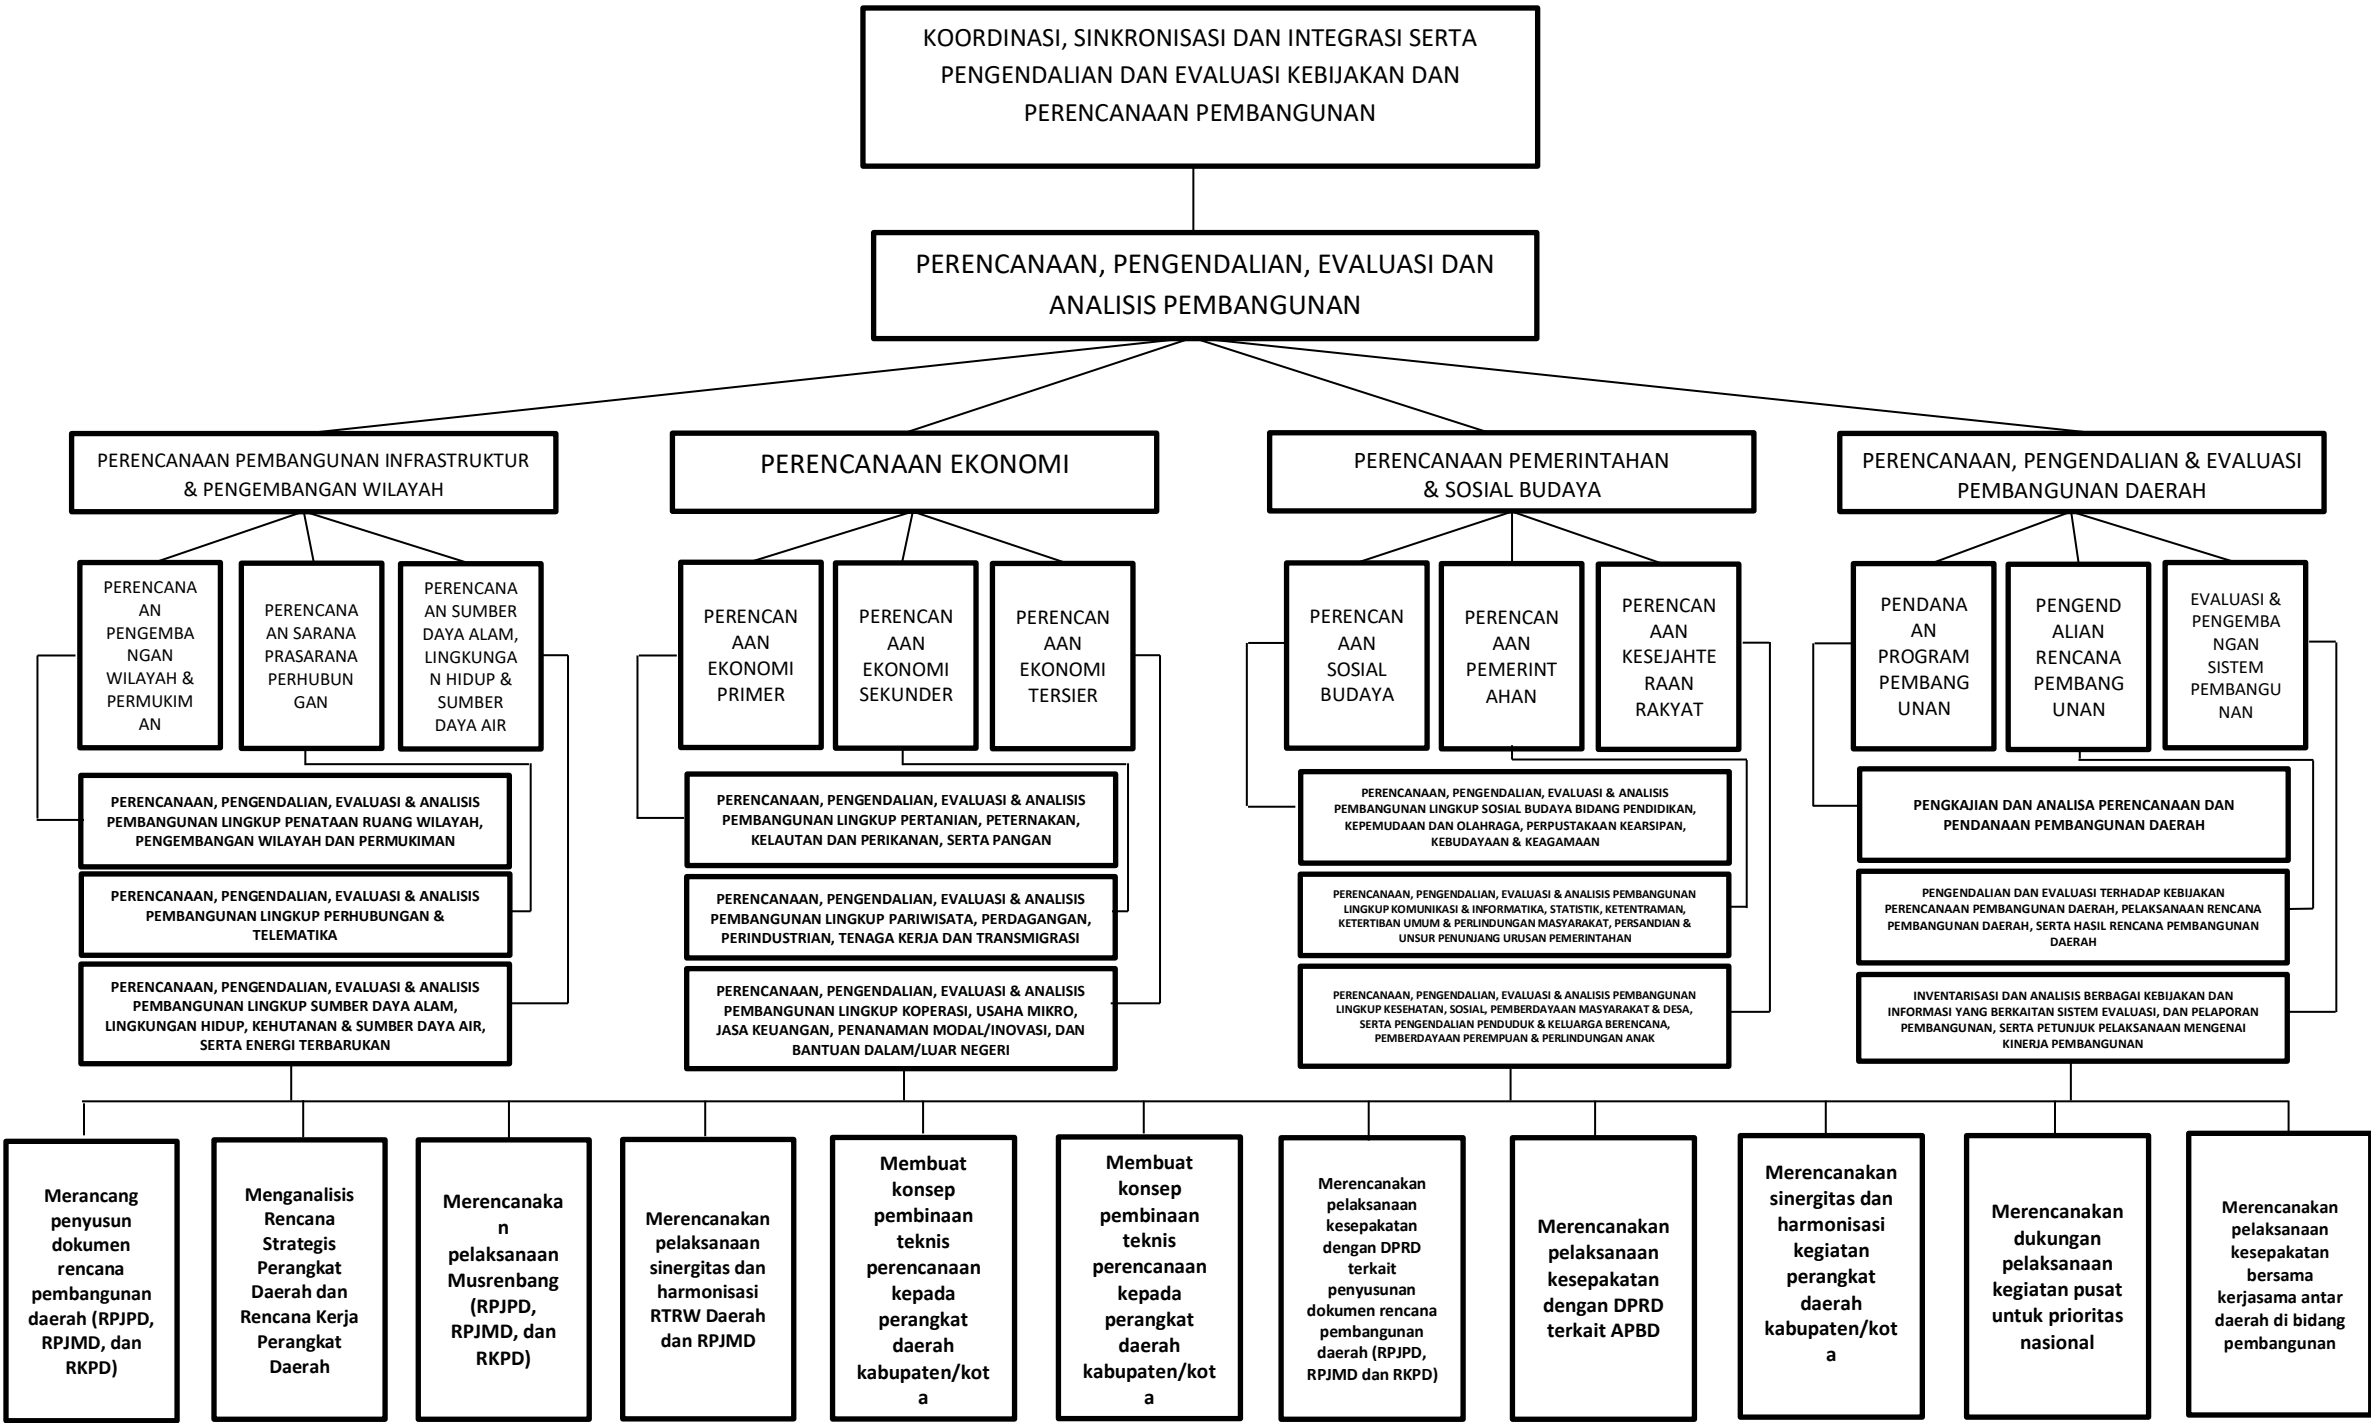 KOORDINASI, SINKRONISASI DAN INTEGRASI SERTA
PENGENDALIAN DAN EVALUASI KEBIJAKAN DAN
PERENCANAAN PEMBANGUNAN
PERENCANAAN, PENGENDALIAN, EVALUASI DAN
ANALISIS PEMBANGUNAN
PERENCANAAN PEMBANGUNAN INFRASTRUKTUR
& PENGEMBANGAN WILAYAH
PERENCANAAN EKONOMI
PERENCANAAN PEMERINTAHAN
& SOSIAL BUDAYA
PERENCANAAN, PENGENDALIAN & EVALUASI
PEMBANGUNAN DAERAH
PERENCANA
AN
PENGEMBA
NGAN
WILAYAH &
PERMUKIM
AN
PERENCANA
AN SARANA
PRASARANA
PERHUBUN
GAN
PERENCANA
AN SUMBER
DAYA ALAM,
LINGKUNGA
N HIDUP &
SUMBER
DAYA AIR
PERENCAN
AAN
EKONOMI
PRIMER
PERENCAN
AAN
EKONOMI
SEKUNDER
PERENCAN
AAN
EKONOMI
TERSIER
PERENCAN
AAN
SOSIAL
BUDAYA
PERENCAN
AAN
PEMERINT
AHAN
PERENCAN
AAN
KESEJAHTE
RAAN
RAKYAT
PENDANA
AN
PROGRAM
PEMBANG
UNAN
PENGEND
ALIAN
RENCANA
PEMBANG
UNAN
EVALUASI &
PENGEMBA
NGAN
SISTEM
PEMBANGU
NAN
PERENCANAAN, PENGENDALIAN, EVALUASI & ANALISIS
PEMBANGUNAN LINGKUP PENATAAN RUANG WILAYAH,
PENGEMBANGAN WILAYAH DAN PERMUKIMAN
PERENCANAAN, PENGENDALIAN, EVALUASI & ANALISIS
PEMBANGUNAN LINGKUP PERHUBUNGAN &
TELEMATIKA
PERENCANAAN, PENGENDALIAN, EVALUASI & ANALISIS
PEMBANGUNAN LINGKUP SUMBER DAYA ALAM,
LINGKUNGAN HIDUP, KEHUTANAN & SUMBER DAYA AIR,
SERTA ENERGI TERBARUKAN
PERENCANAAN, PENGENDALIAN, EVALUASI & ANALISIS
PEMBANGUNAN LINGKUP PERTANIAN, PETERNAKAN,
KELAUTAN DAN PERIKANAN, SERTA PANGAN
PERENCANAAN, PENGENDALIAN, EVALUASI & ANALISIS
PEMBANGUNAN LINGKUP PARIWISATA, PERDAGANGAN,
PERINDUSTRIAN, TENAGA KERJA DAN TRANSMIGRASI
PERENCANAAN, PENGENDALIAN, EVALUASI & ANALISIS
PEMBANGUNAN LINGKUP KOPERASI, USAHA MIKRO,
JASA KEUANGAN, PENANAMAN MODAL/INOVASI, DAN
BANTUAN DALAM/LUAR NEGERI
PERENCANAAN, PENGENDALIAN, EVALUASI & ANALISIS
PEMBANGUNAN LINGKUP SOSIAL BUDAYA BIDANG PENDIDIKAN,
KEPEMUDAAN DAN OLAHRAGA, PERPUSTAKAAN KEARSIPAN,
KEBUDAYAAN & KEAGAMAAN
PERENCANAAN, PENGENDALIAN, EVALUASI & ANALISIS PEMBANGUNAN
LINGKUP KOMUNIKASI & INFORMATIKA, STATISTIK, KETENTRAMAN,
KETERTIBAN UMUM & PERLINDUNGAN MASYARAKAT, PERSANDIAN &
UNSUR PENUNJANG URUSAN PEMERINTAHAN
PERENCANAAN, PENGENDALIAN, EVALUASI & ANALISIS PEMBANGUNAN
LINGKUP KESEHATAN, SOSIAL, PEMBERDAYAAN MASYARAKAT & DESA,
SERTA PENGENDALIAN PENDUDUK & KELUARGA BERENCANA,
PEMBERDAYAAN PEREMPUAN & PERLINDUNGAN ANAK
PENGKAJIAN DAN ANALISA PERENCANAAN DAN
PENDANAAN PEMBANGUNAN DAERAH
PENGENDALIAN DAN EVALUASI TERHADAP KEBIJAKAN
PERENCANAAN PEMBANGUNAN DAERAH, PELAKSANAAN RENCANA
PEMBANGUNAN DAERAH, SERTA HASIL RENCANA PEMBANGUNAN
DAERAH
INVENTARISASI DAN ANALISIS BERBAGAI KEBIJAKAN DAN
INFORMASI YANG BERKAITAN SISTEM EVALUASI, DAN PELAPORAN
PEMBANGUNAN, SERTA PETUNJUK PELAKSANAAN MENGENAI
KINERJA PEMBANGUNAN
Merancang
penyusun
dokumen
rencana
pembangunan
daerah (RPJPD,
RPJMD, dan
RKPD)
Menganalisis
Rencana
Strategis
Perangkat
Daerah dan
Rencana Kerja
Perangkat
Daerah
Merencanaka
n
pelaksanaan
Musrenbang
(RPJPD,
RPJMD, dan
RKPD)
Merencanakan
pelaksanaan
sinergitas dan
harmonisasi
RTRW Daerah
dan RPJMD
Membuat
konsep
pembinaan
teknis
perencanaan
kepada
perangkat
daerah
kabupaten/kot
a
Membuat
konsep
pembinaan
teknis
perencanaan
kepada
perangkat
daerah
kabupaten/kot
a
Merencanakan
pelaksanaan
kesepakatan
dengan DPRD
terkait
penyusunan
dokumen rencana
pembangunan
daerah (RPJPD,
RPJMD dan RKPD)
Merencanakan
pelaksanaan
kesepakatan
dengan DPRD
terkait APBD
Merencanakan
sinergitas dan
harmonisasi
kegiatan
perangkat
daerah
kabupaten/kot
a
Merencanakan
dukungan
pelaksanaan
kegiatan pusat
untuk prioritas
nasional
Merencanakan
pelaksanaan
kesepakatan
bersama
kerjasama antar
daerah di bidang
pembangunan